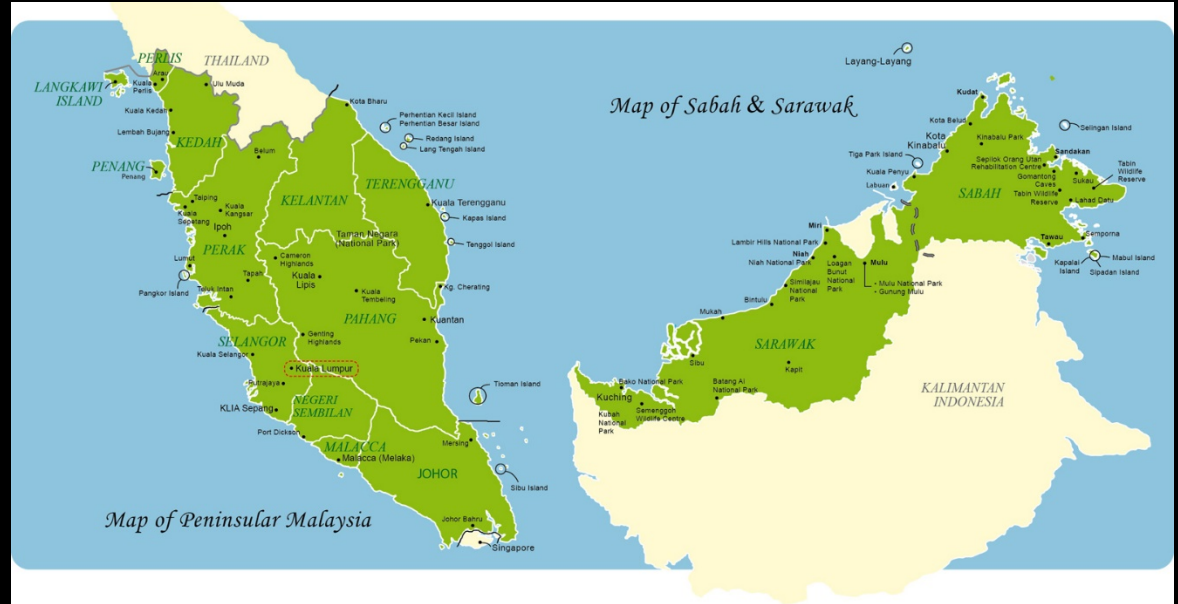 PERLIS
THAILAND
Arau
Kuala
Perlis
Ulu Muda
LANGKAWI
ISLAND
Kuala Kedah
Kota Bharu
Lembah Bujang
KEDAH
Perhentian Kecil Island
Perhentian Besar Island
Redang Island
Lang Tengah Island
Belum
PENANG
Penang
TERENGGANU
KELANTAN
Taiping
Kuala
Sepetang
Kuala
Kangsar
Kuala Terengganu
Kapas Island
Ipoh
Taman Negara
(National Park)
Tenggol Island
PERAK
Cameron
Highlands
Lumut
Kuala
Lipis
Tapah
Pangkor Island
Teluk Intan
Kuala
Tembeling
Kg. Cherating
PAHANG
Kuantan
Genting
Highlands
Pekan
SELANGOR
Kuala Selangor
Kuala Lumpur
Putrajaya
Tioman Island
NEGERI
SEMBILAN
KLIA Sepang
Port Dickson
MALACCA
Malacca (Melaka)
Mersing
JOHOR
Sibu Island
Johor Bahru
Singapore
Map of Peninsular Malaysia
Map of Sabah & Sarawak
Layang-Layang
Kudat
Kota Belud
Kota
Kinabalu
Kinabalu Park
Selingan Island
Tiga Park Island
Sandakan
Sepilok Orang Utan
Rehabilitation Centre
Kuala Penyu
Gomantong
Caves
Sukau
Tabin
Wildlife
Reserve
Labuan
SABAH
Tabin Wildlife
Reserve
Lahad Datu
Miri
Lambir Hills National Park
Niah
Niah National Park
Tawau
Semporna
Kapalai
Island
Mabul Island
Sipadan Island
Loagan
Bunut
National
Park
Mulu
- Mulu National Park
- Gunung Mulu
Similajau
National
Park
Bintulu
Mukah
SARAWAK
Sibu
Kapit
Bako National Park
Batang Ai
National Park
Kuching
Semenggoh
Wildlife Centre
Kubah
National
Park
KALIMANTAN
INDONESIA